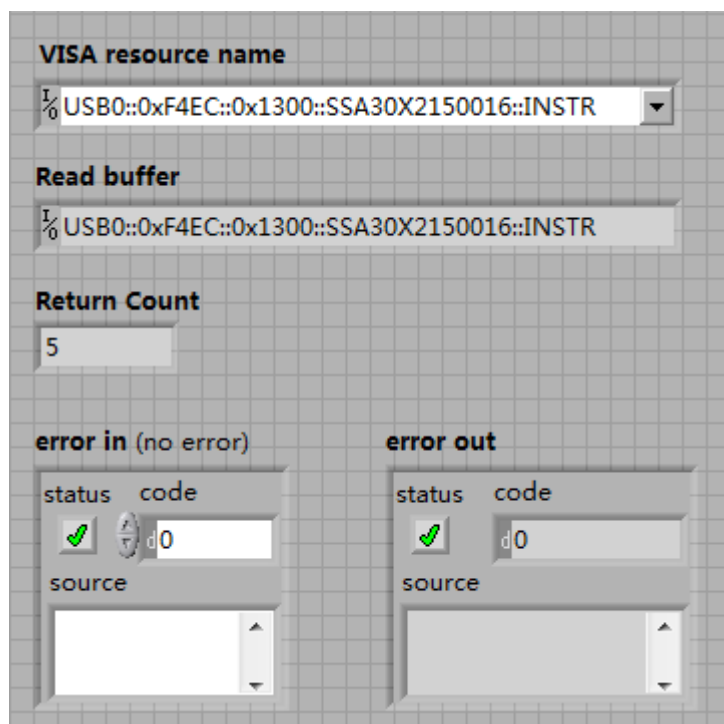 VISA resource name
I/O USB0::0xF4EC::0x1300::SSA30X2150016::INSTR
Read buffer
I/O USB0::0xF4EC::0x1300::SSA30X2150016::INSTR
Return Count
5
error in (no error) error out
status code status code
d 0 d 0
source source